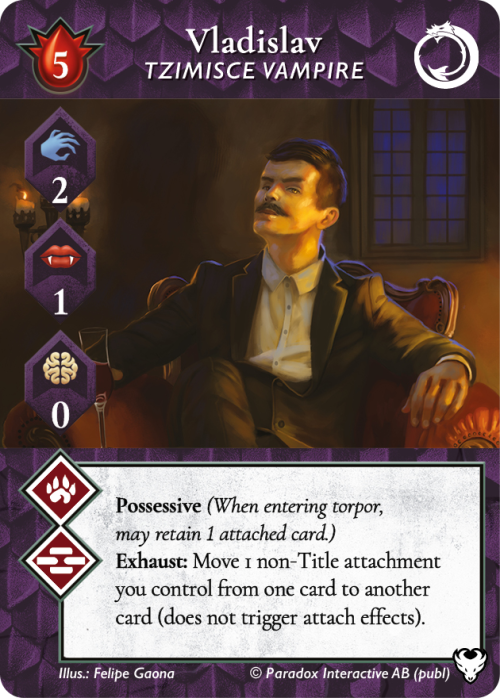 5
Vladislav
TZIMISCE VAMPIRE
2
1
0
Possessive (When entering torpor,
may retain 1 attached card.)
Exhaust: Move 1 non-Title attachment
you control from one card to another
card (does not trigger attach effects).
Illus.: Felipe Gaona
© Paradox Interactive AB (publ)